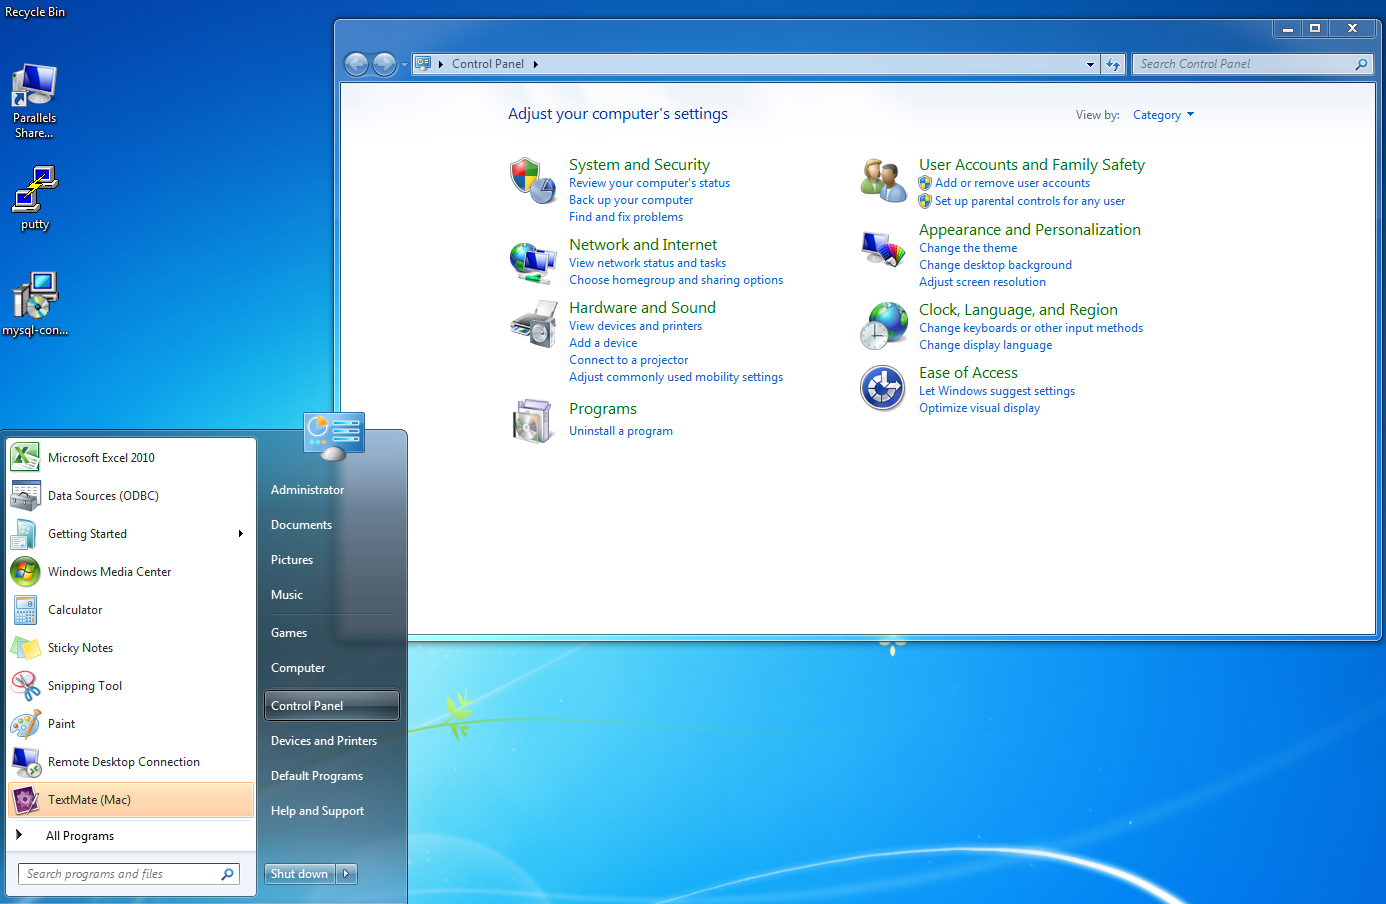 Recycle Bin
Parallels
Share...
putty
mysql-con...
Control Panel
Search Control Panel
Adjust your computer's settings
View by: Category
System and Security
Review your computer's status
Back up your computer
Find and fix problems
Network and Internet
View network status and tasks
Choose homegroup and sharing options
Hardware and Sound
View devices and printers
Add a device
Connect to a projector
Adjust commonly used mobility settings
Programs
Uninstall a program
User Accounts and Family Safety
Add or remove user accounts
Set up parental controls for any user
Appearance and Personalization
Change the theme
Change desktop background
Adjust screen resolution
Clock, Language, and Region
Change keyboards or other input methods
Change display language
Ease of Access
Let Windows suggest settings
Optimize visual display
Microsoft Excel 2010
Data Sources (ODBC)
Getting Started
Windows Media Center
Calculator
Sticky Notes
Snipping Tool
Paint
Remote Desktop Connection
TextMate (Mac)
All Programs
Search programs and files
Administrator
Documents
Pictures
Music
Games
Computer
Control Panel
Devices and Printers
Default Programs
Help and Support
Shut down